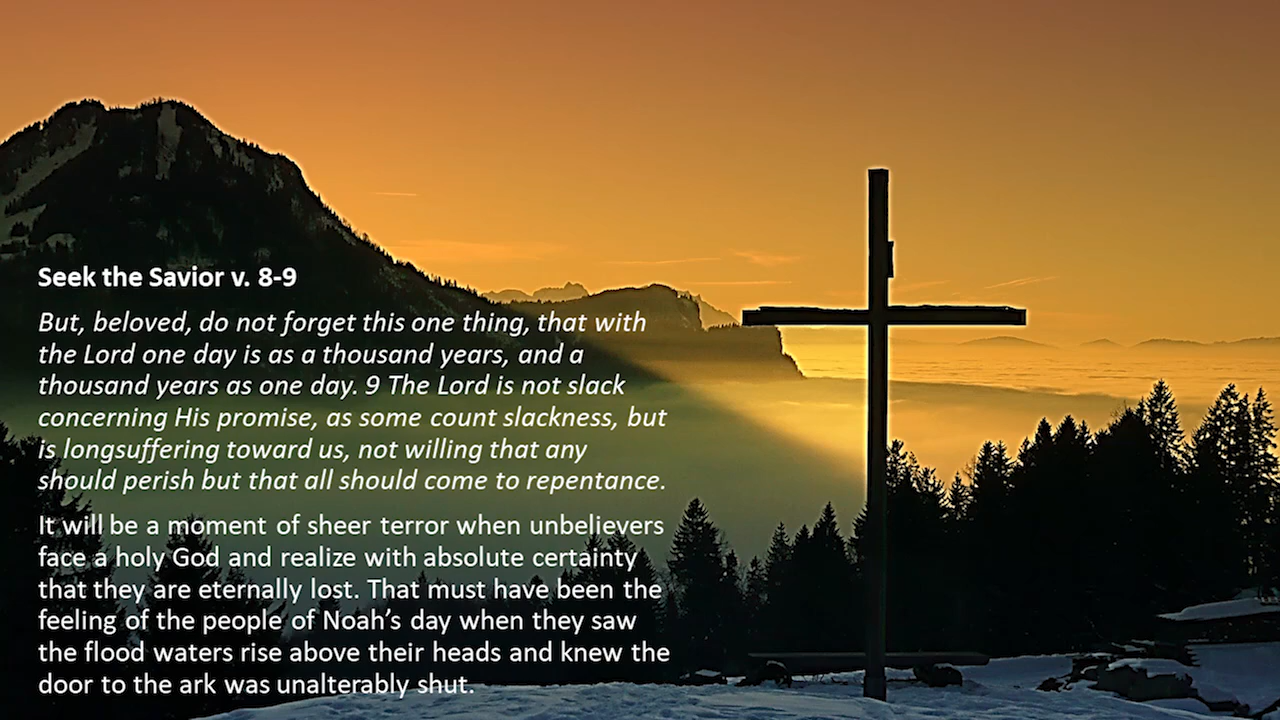 Seek the Savior v. 8-9
But, beloved, do not forget this one thing, that with
the Lord one day is as a thousand years, and a
thousand years as one day. 9 The Lord is not slack
concerning His promise, as some count slackness, but
is longsuffering toward us, not willing that any
should perish but that all should come to repentance.
It will be a moment of sheer terror when unbelievers
face a holy God and realize with absolute certainty
that they are eternally lost. That must have been the
feeling of the people of Noah’s day when they saw
the flood waters rise above their heads and knew the
door to the ark was unalterably shut.